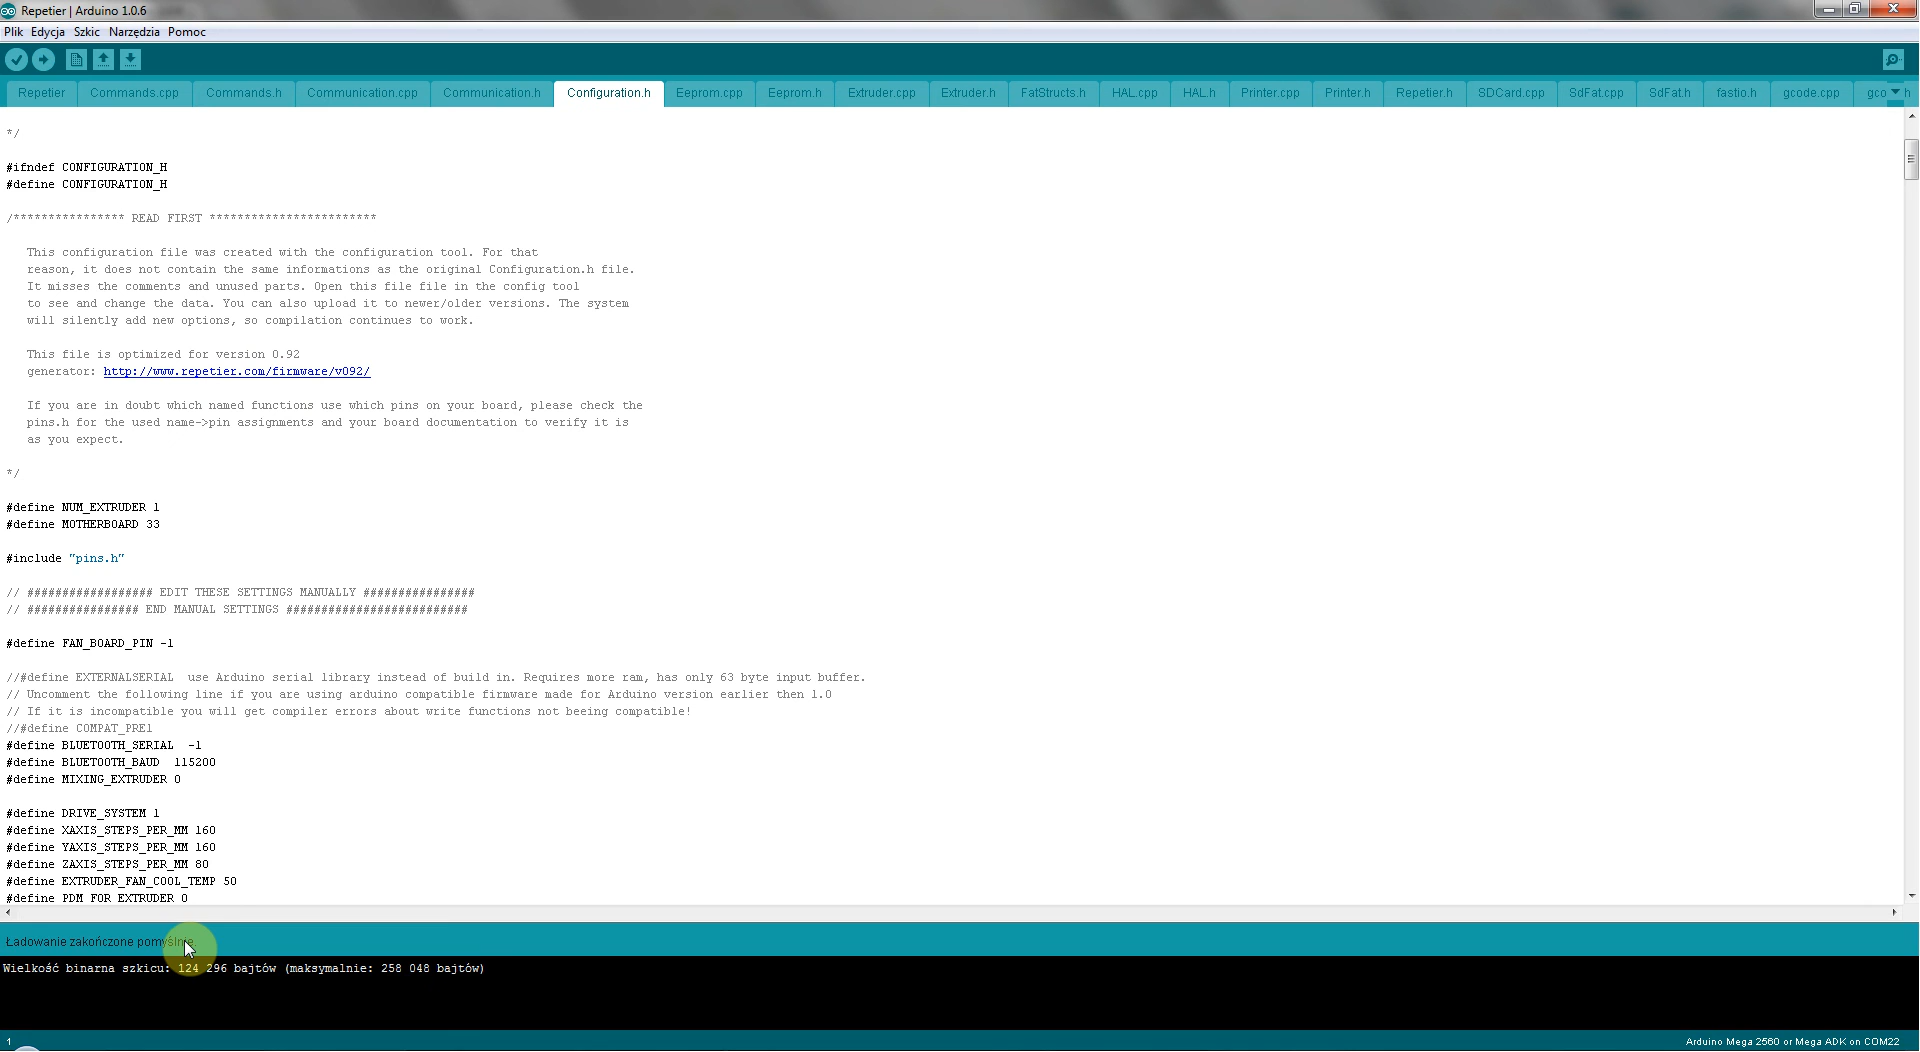 Repetier | Arduino 1.0.6
Plik Edycja Szkic Narzędzia Pomoc
Repetier Commands.cpp Commands.h Communication.cpp Communication.h Configuration.h Eeprom.cpp Eeprom.h Extruder.cpp Extruder.h FatStructs.h HAL.cpp HAL.h Printer.cpp Printer.h Repetier.h SDCard.cpp SdFat.cpp SdFat.h fastio.h gcode.cpp gco h
*/
#ifndef CONFIGURATION_H
#define CONFIGURATION_H
/**************** READ FIRST ************************
This configuration file was created with the configuration tool. For that
reason, it does not contain the same informations as the original Configuration.h file.
It misses the comments and unused parts. Open this file file in the config tool
to see and change the data. You can also upload it to newer/older versions. The system
will silently add new options, so compilation continues to work.
This file is optimized for version 0.92
generator: http://www.repetier.com/firmware/v092/
If you are in doubt which named functions use which pins on your board, please check the
pins.h for the used name->pin assignments and your board documentation to verify it is
as you expect.
*/
#define NUM_EXTRUDER 1
#define MOTHERBOARD 33
#include "pins.h"
// ################## EDIT THESE SETTINGS MANUALLY ################
// ################ END MANUAL SETTINGS ##########################
#define FAN_BOARD_PIN -1
//#define EXTERNALSERIAL  use Arduino serial library instead of build in. Requires more ram, has only 63 byte input buffer.
// Uncomment the following line if you are using arduino compatible firmware made for Arduino version earlier then 1.0
// If it is incompatible you will get compiler errors about write functions not beeing compatible!
//#define COMPAT_PRE1
#define BLUETOOTH_SERIAL  -1
#define BLUETOOTH_BAUD  115200
#define MIXING_EXTRUDER 0
#define DRIVE_SYSTEM 1
#define XAXIS_STEPS_PER_MM 160
#define YAXIS_STEPS_PER_MM 160
#define ZAXIS_STEPS_PER_MM 80
#define EXTRUDER_FAN_COOL_TEMP 50
#define PDM_FOR_EXTRUDER 0
Ładowanie zakończone pomyślnie.
Wielkość binarna szkicu: 124 296 bajtów (maksymalnie: 258 048 bajtów)
1
Arduino Mega 2560 or Mega ADK on COM22